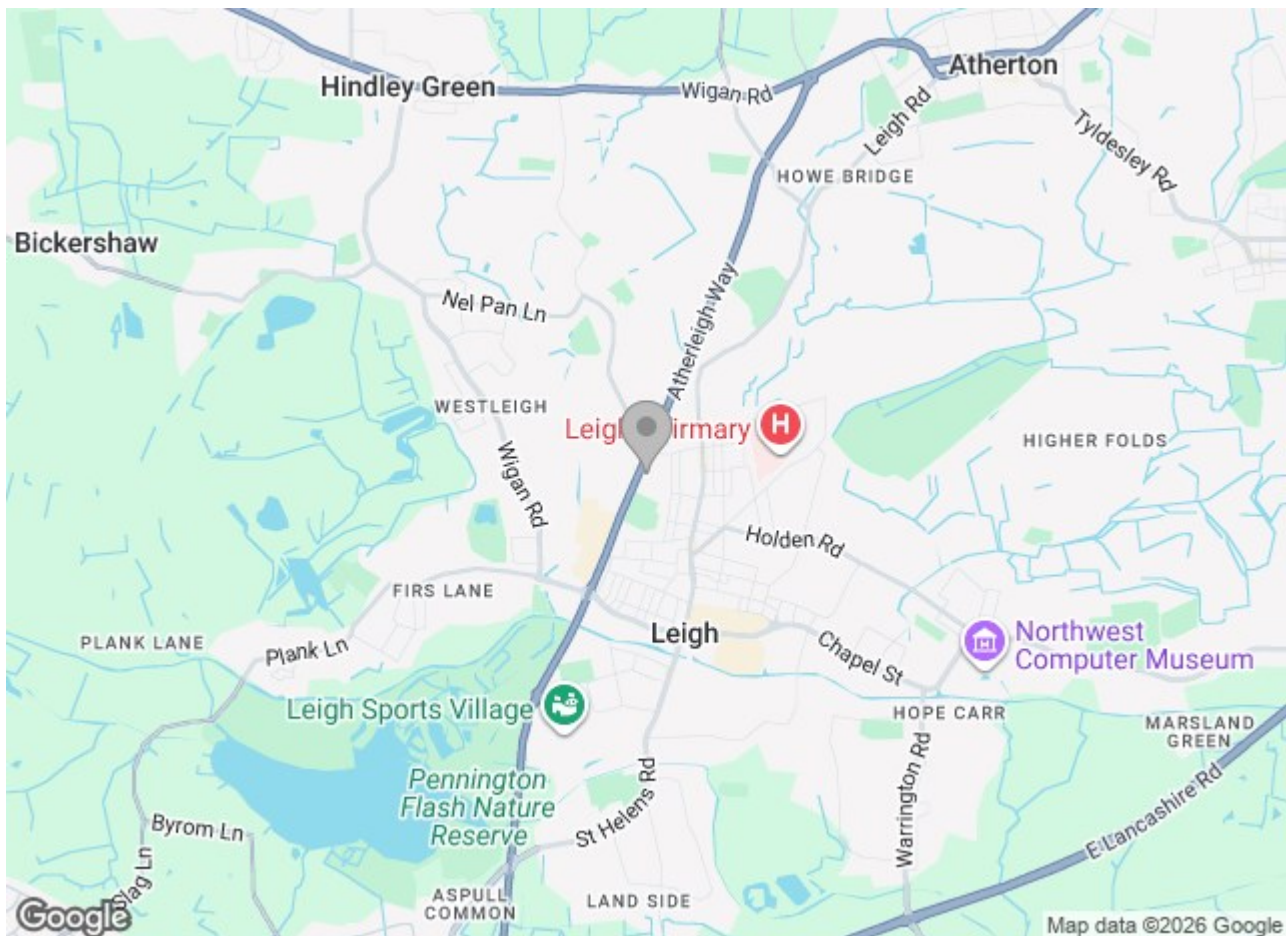 Atherton
Hindley Green
Wigan Rd
Leigh Rd
Tyldesley Rd
HOWE BRIDGE
Bickershaw
Nel Pan Ln
Atherleigh Way
WESTLEIGH
Leigh
HIGHER FOLDS
Wigan Rd
Holden Rd
FIRS LANE
PLANK LANE
Plank Ln
Leigh
Chapel St
Northwest
Computer Museum
Leigh Sports Village
HOPE CARR
MARSLAND
GREEN
Pennington
Flash Nature
Reserve
St Helens Rd
Warrington Rd
E Lancashire Rd
Byrom Ln
Slag Ln
ASPULL
COMMON
LAND SIDE
Google
Map data ©2026 Google
H